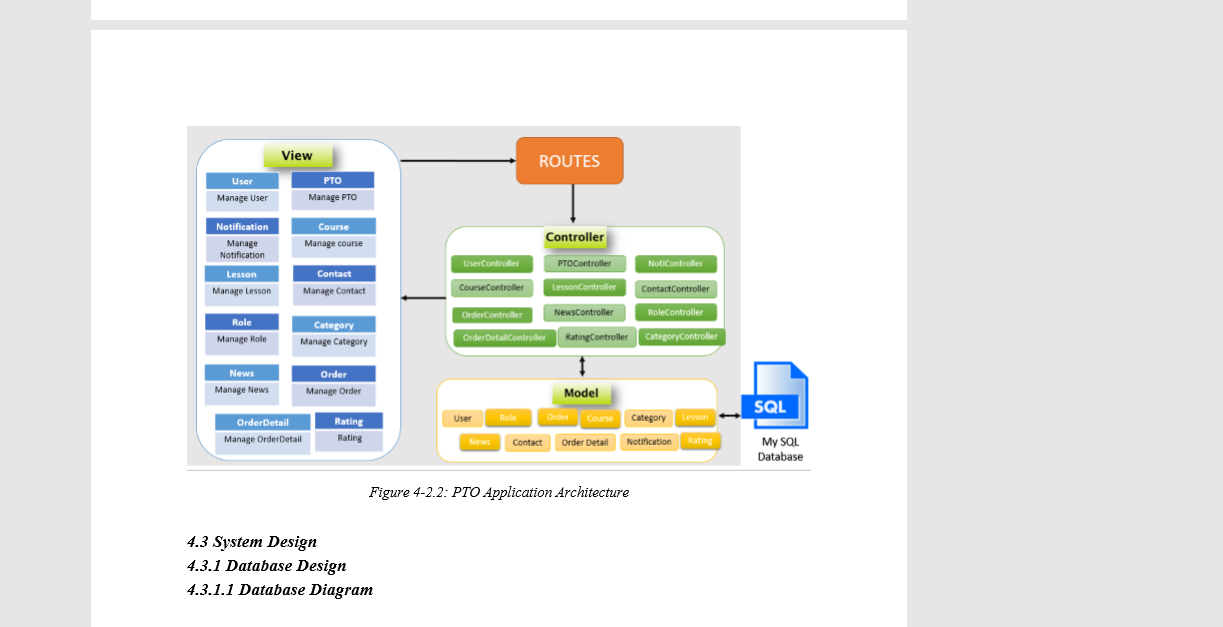 View
User
Manage User
PTO
Manage PTO
Notification
Manage
Notification
Course
Manage course
Lesson
Manage Lesson
Contact
Manage Contact
Role
Manage Role
Category
Manage Category
News
Manage News
Order
Manage Order
OrderDetail
Manage OrderDetail
Rating
Rating
ROUTES
Controller
UserController
PTOController
NotiController
CourseController
LessonController
ContactController
OrderController
NewsController
RoleController
OrderDetailController
RatingController
CategoryController
Model
User
Role
Order
Course
Category
Lesson
News
Contact
Order Detail
Notification
Rating
SQL
My SQL
Database
Figure 4-2.2: PTO Application Architecture
4.3 System Design
4.3.1 Database Design
4.3.1.1 Database Diagram